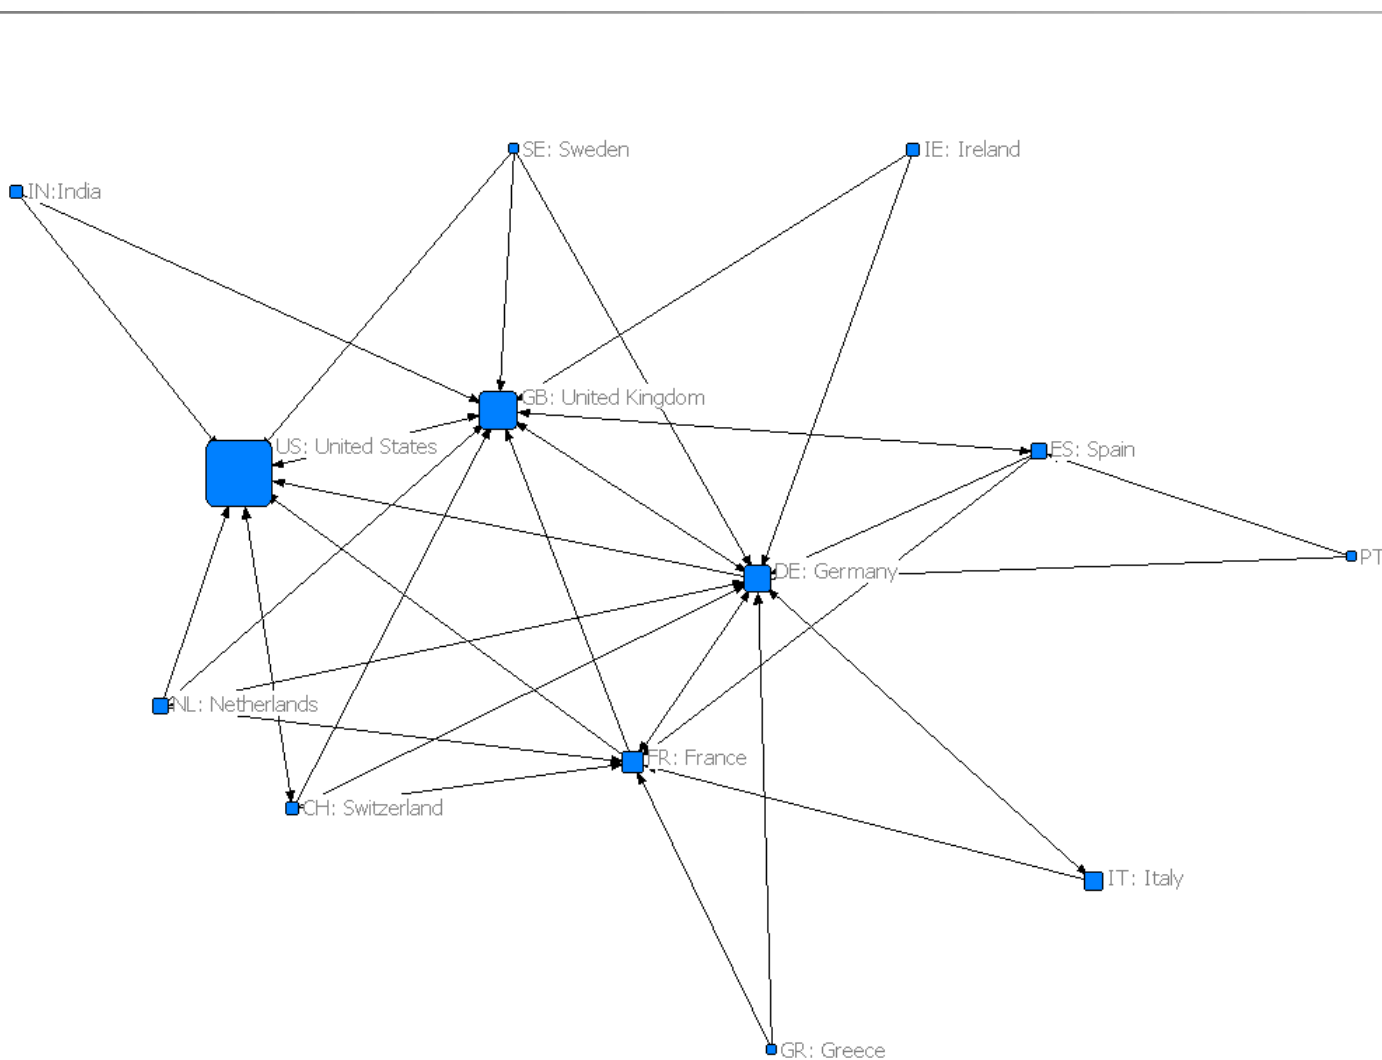 SE: Sweden
IE: Ireland
IN:India
GB: United Kingdom
US: United States
ES: Spain
PT
DE: Germany
NL: Netherlands
FR: France
CH: Switzerland
IT: Italy
GR: Greece